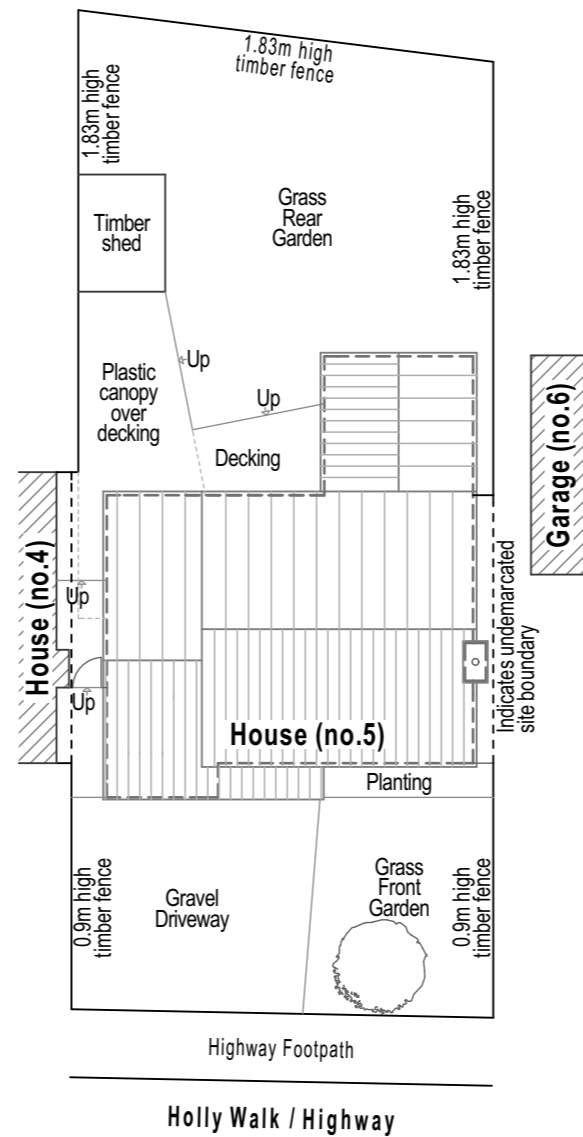 1.83m high
timber fence
1.83m high
timber fence
Timber
shed
Grass
Rear
Garden
1.83m high
timber fence
Up
Plastic
canopy
over
decking
Up
Decking
Garage (no.6)
House (no.4)
Up
Up
Indicates undemarcated
site boundary
House (no.5)
Planting
0.9m high
timber fence
Gravel
Driveway
Grass
Front
Garden
0.9m high
timber fence
Highway Footpath
Holly Walk / Highway